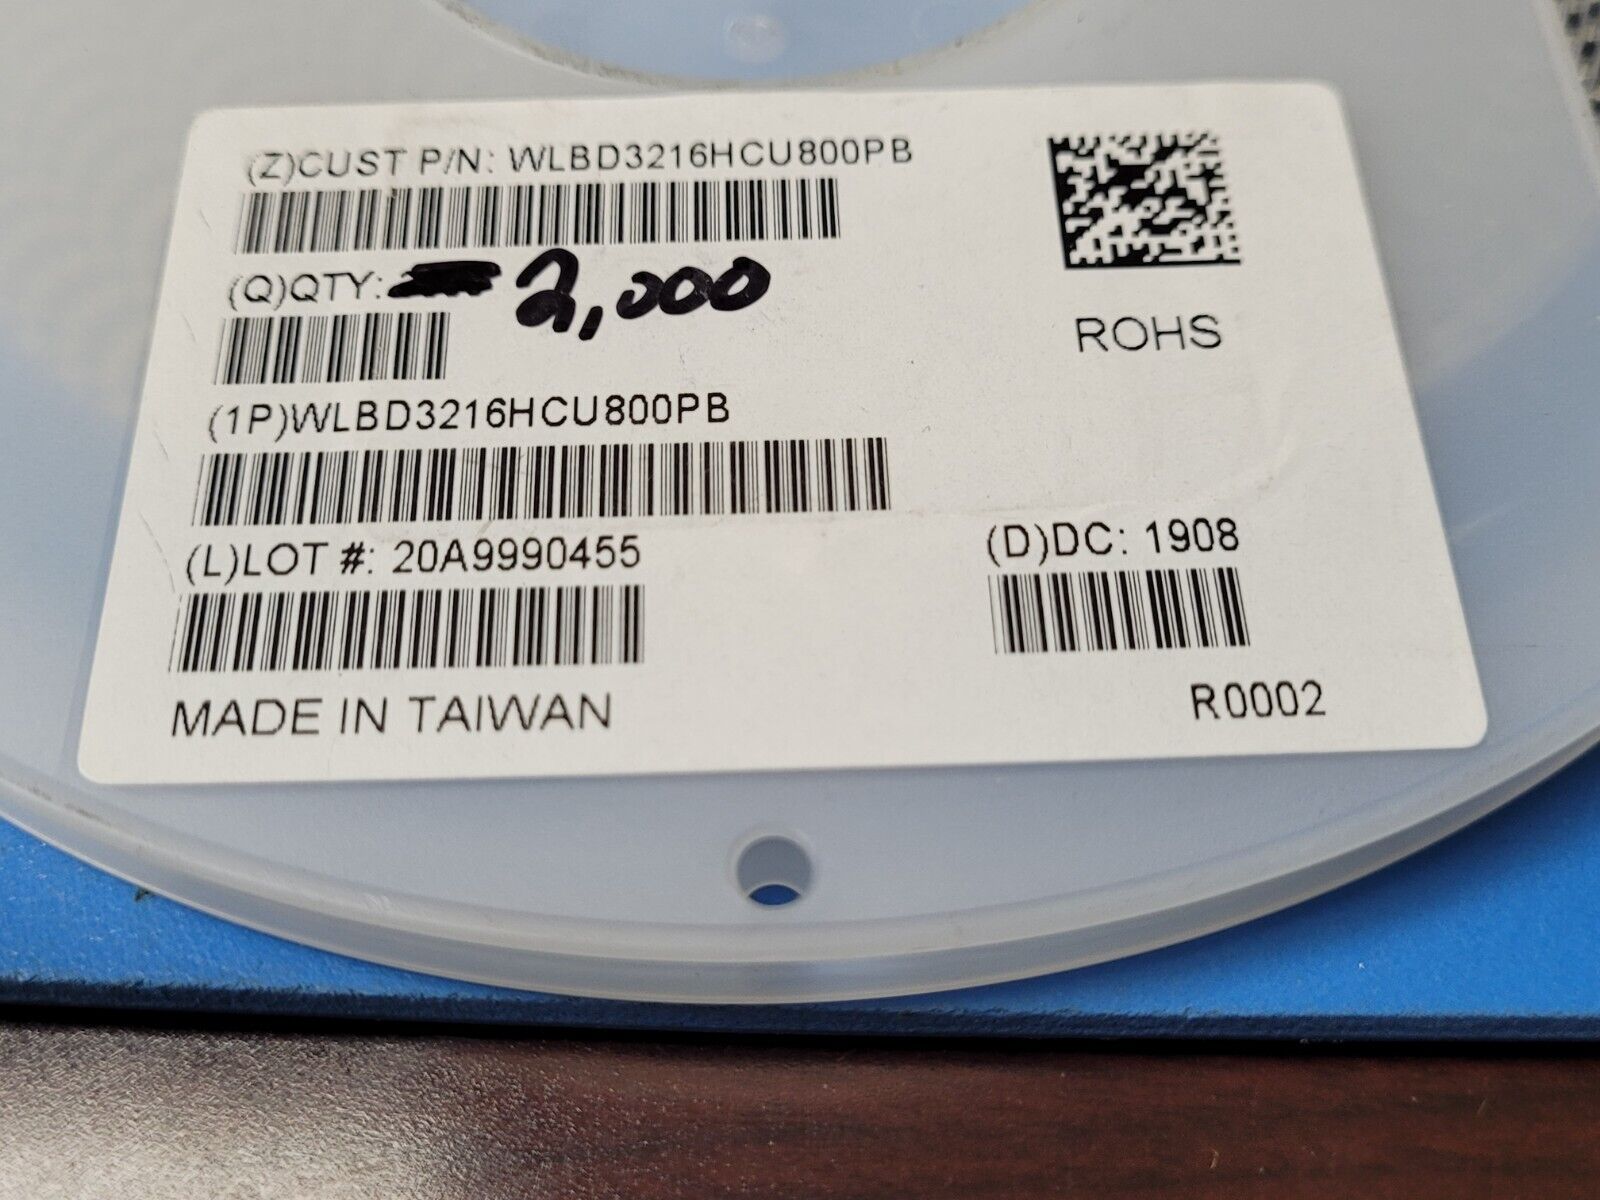 (Z)CUST P/N: WLBD3216HCU800PB
(Q)QTY: 2,000
(1P)WLBD3216HCU800PB
ROHS
(L)LOT #: 20A9990455
(D)DC: 1908
MADE IN TAIWAN
R0002